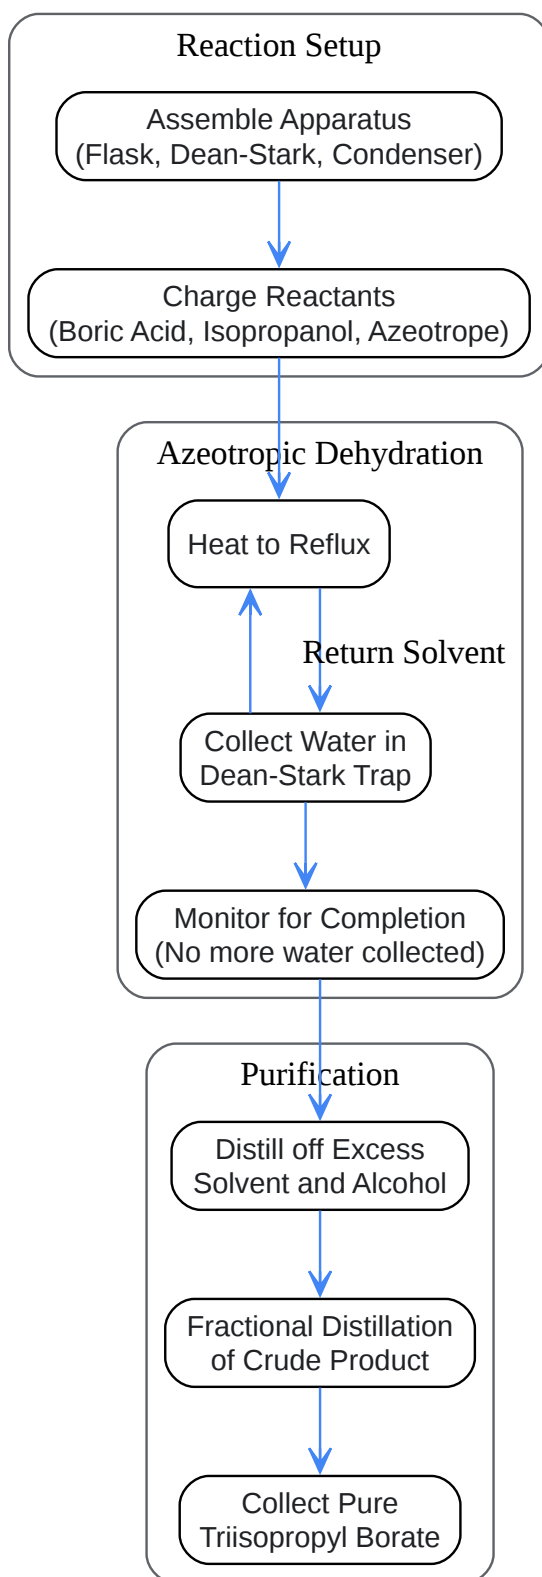 Reaction Setup
Assemble Apparatus
(Flask, Dean-Stark, Condenser)
Charge Reactants
(Boric Acid, Isopropanol, Azeotrope)
Azeotropic Dehydration
Heat to Reflux
Return Solvent
Collect Water in
Dean-Stark Trap
Monitor for Completion
(No more water collected)
Purification
Distill off Excess
Solvent and Alcohol
Fractional Distillation
of Crude Product
Collect Pure
Triisopropyl Borate